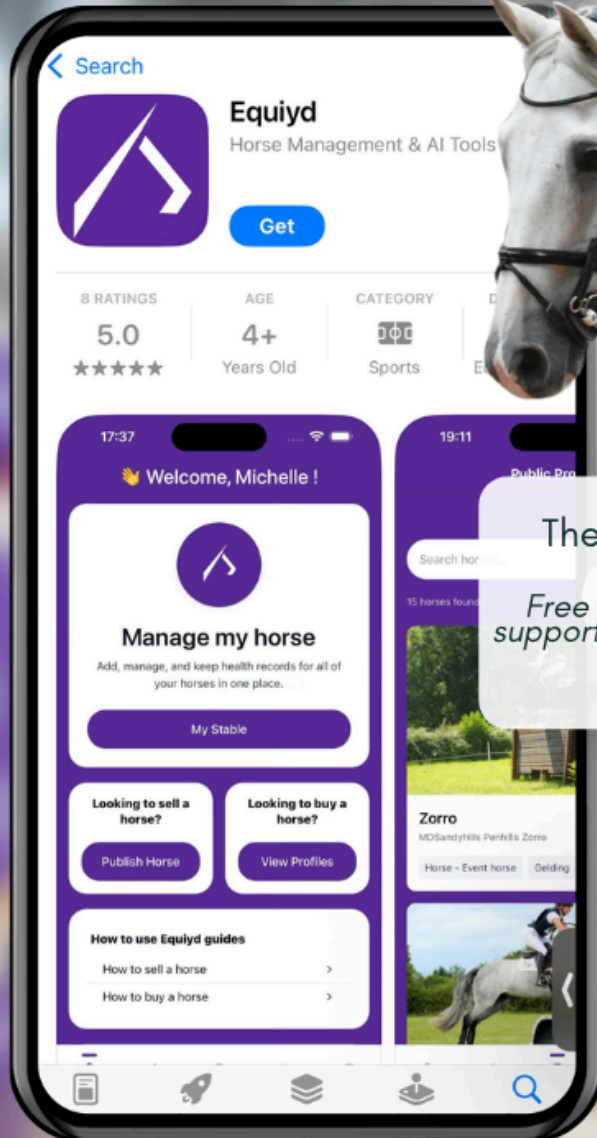 Search
Equiyd
Horse Management & AI Tools
Get
8 RATINGS
AGE
CATEGORY
5.0
4+
★★★★★
Years Old
Sports
17:37
👋 Welcome, Michelle !
Manage my horse
Add, manage, and keep health records for all of
your horses in one place.
My Stable
Looking to sell a
horse?
Publish Horse
Looking to buy a
horse?
View Profiles
How to use Equiyd guides
How to sell a horse
How to buy a horse
19:11
Public
Search
15 horses found
The
Free
support
Zorro
MDSandyhills Penhills Zorro
Horse - Event horse
Gelding